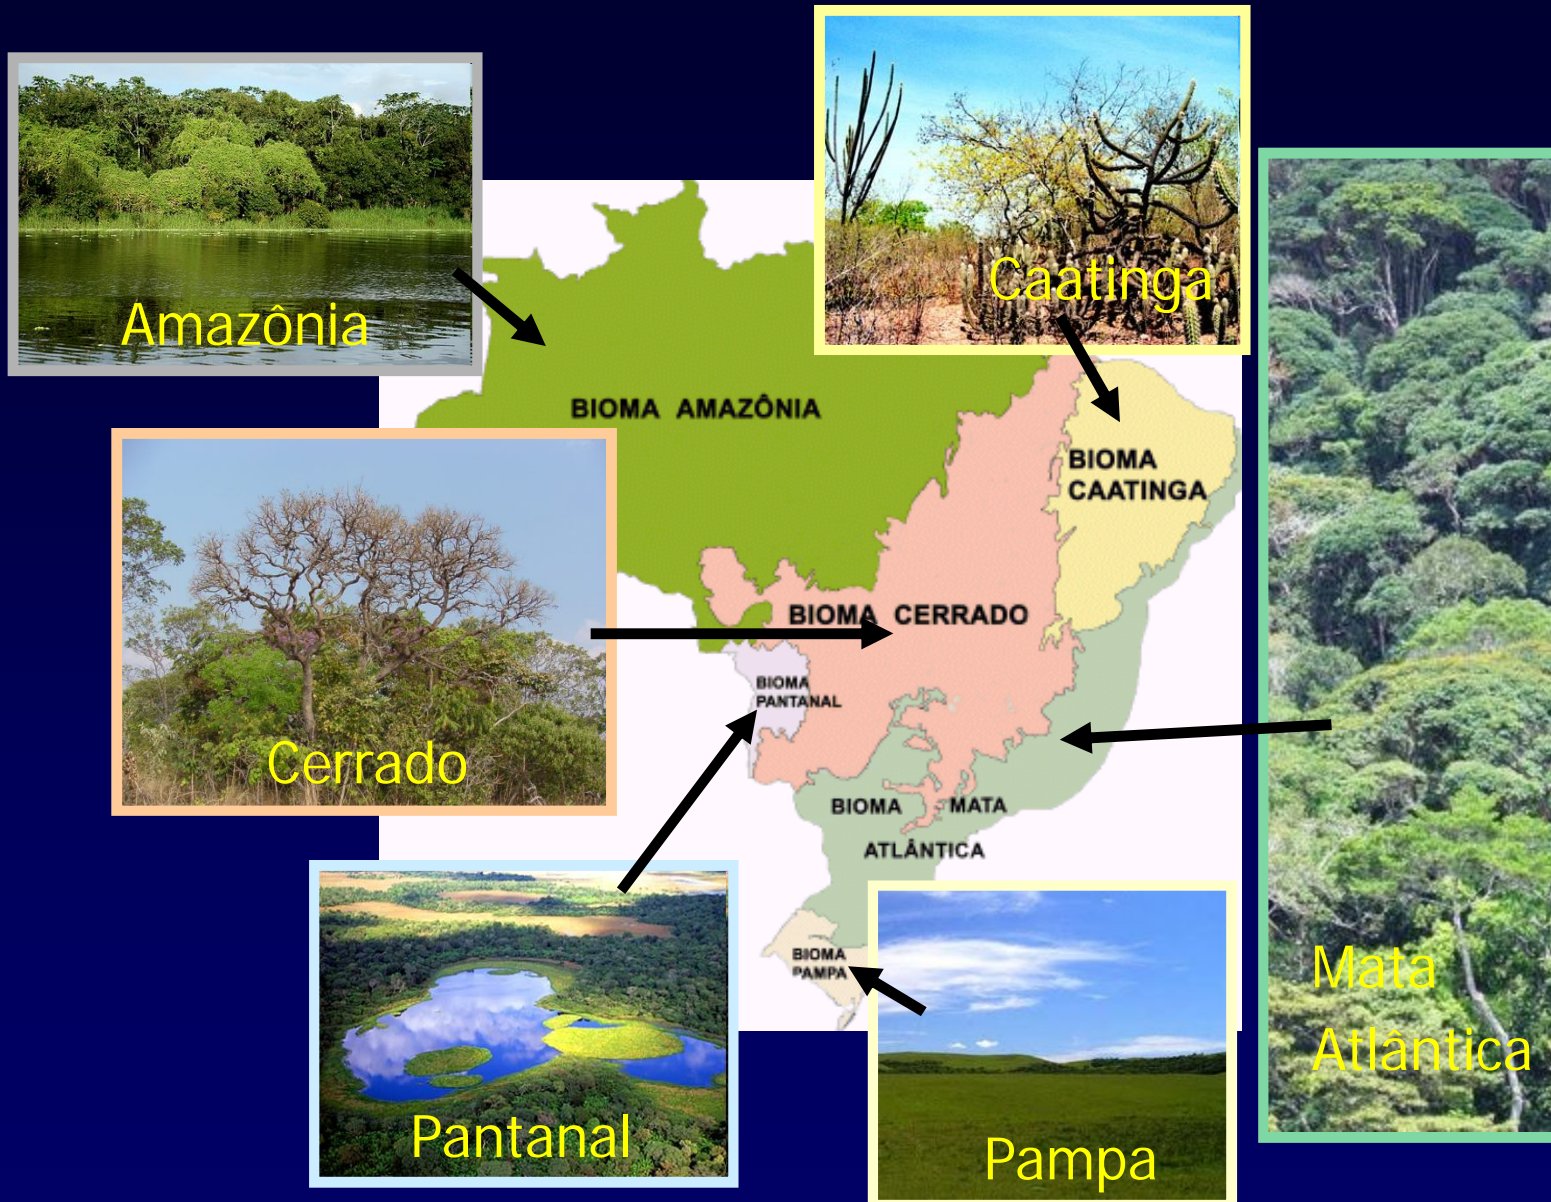 Amazônia
Caatinga
BIOMA AMAZÔNIA
BIOMA
CAATINGA
BIOMA CERRADO
Cerrado
BIOMA
PANTANAL
BIOMA MATA
ATLÂNTICA
BIOMA
PAMPA
Mata
Atlântica
Pantanal
Pampa